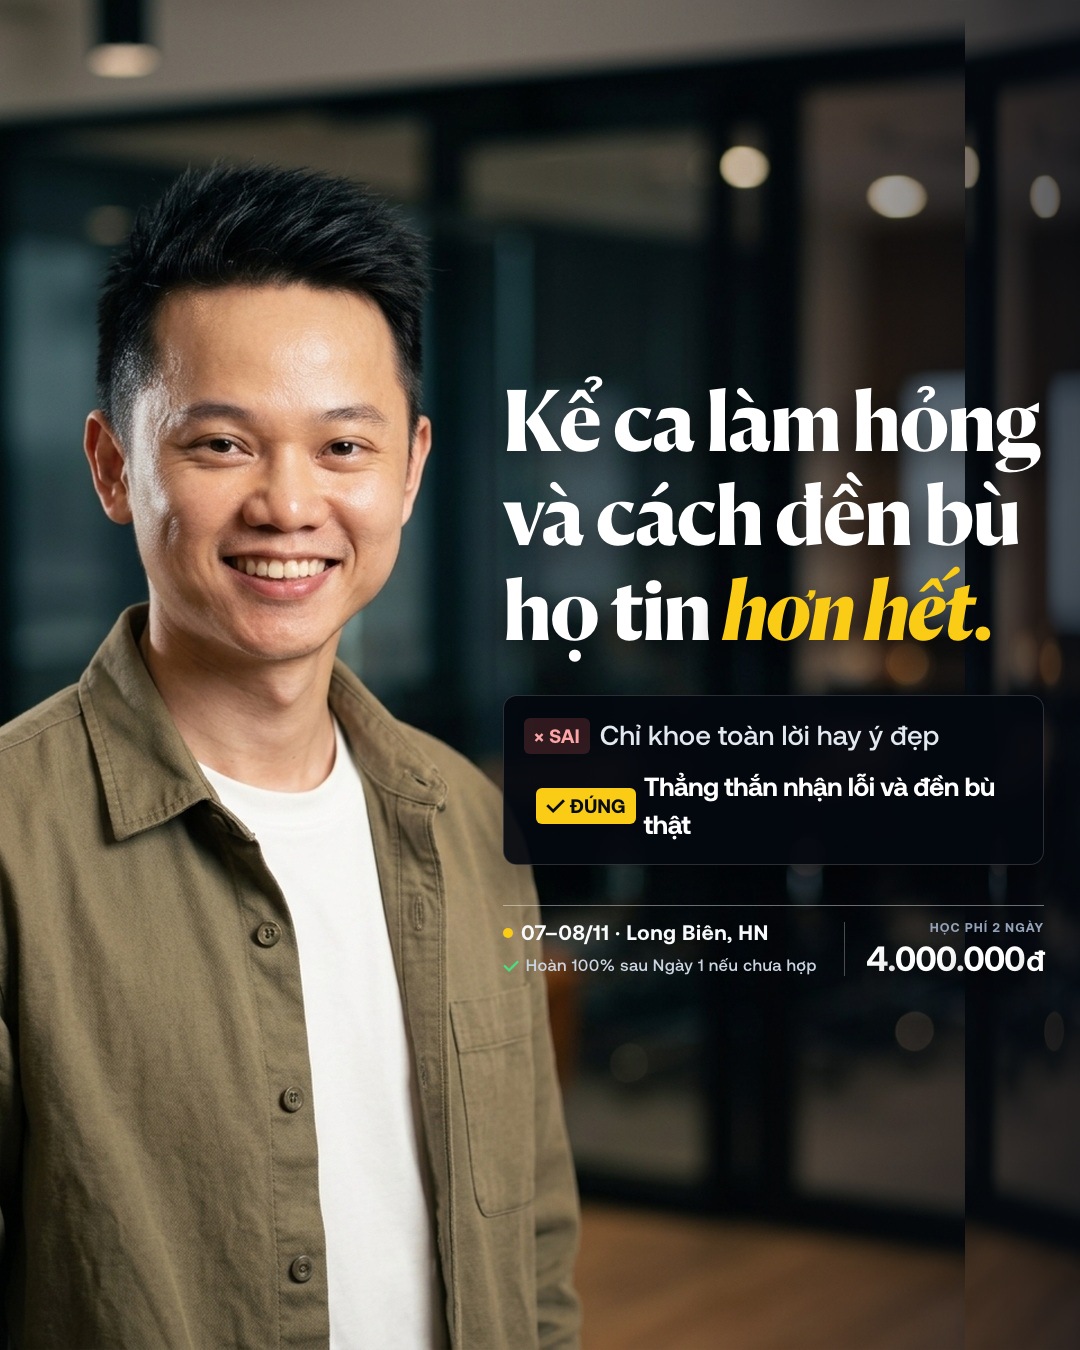 Kể ca làm hỏng
và cách đền bù
họ tin hơn hết.
× SAI Chỉ khoe toàn lời hay ý đẹp
✓ ĐÚNG Thẳng thắn nhận lỗi và đền bù
thật
07–08/11 · Long Biên, HN
✓ Hoàn 100% sau Ngày 1 nếu chưa hợp
HỌC PHÍ 2 NGÀY
4.000.000đ